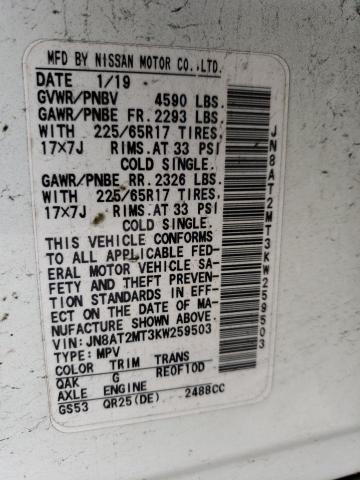 MFD BY NISSAN MOTOR CO.,LTD.
DATE 1/19
GVWR/PNBV 4590 LBS.
GAWR/PNBE FR. 2293 LBS.
WITH 225/65R17 TIRES,
17×7J RIMS.AT 33 PSI
COLD SINGLE.
GAWR/PNBE RR. 2326 LBS.
WITH 225/65R17 TIRES,
17×7J RIMS.AT 33 PSI
COLD SINGLE.
THIS VEHICLE CONFORMS
TO ALL APPLICABLE FED-
ERAL MOTOR VEHICLE SA-
FETY AND THEFT PREVEN-
TION STANDARDS IN EFF-
ECT ON THE DATE OF MA-
NUFACTURE SHOWN ABOVE.
VIN: JN8AT2MT3KW259503
TYPE: MPV
COLOR TRIM TRANS
QAK G RE0F10D
AXLE ENGINE
GS53 QR25(DE) 2488CC
JN8AT2MT3KW259503